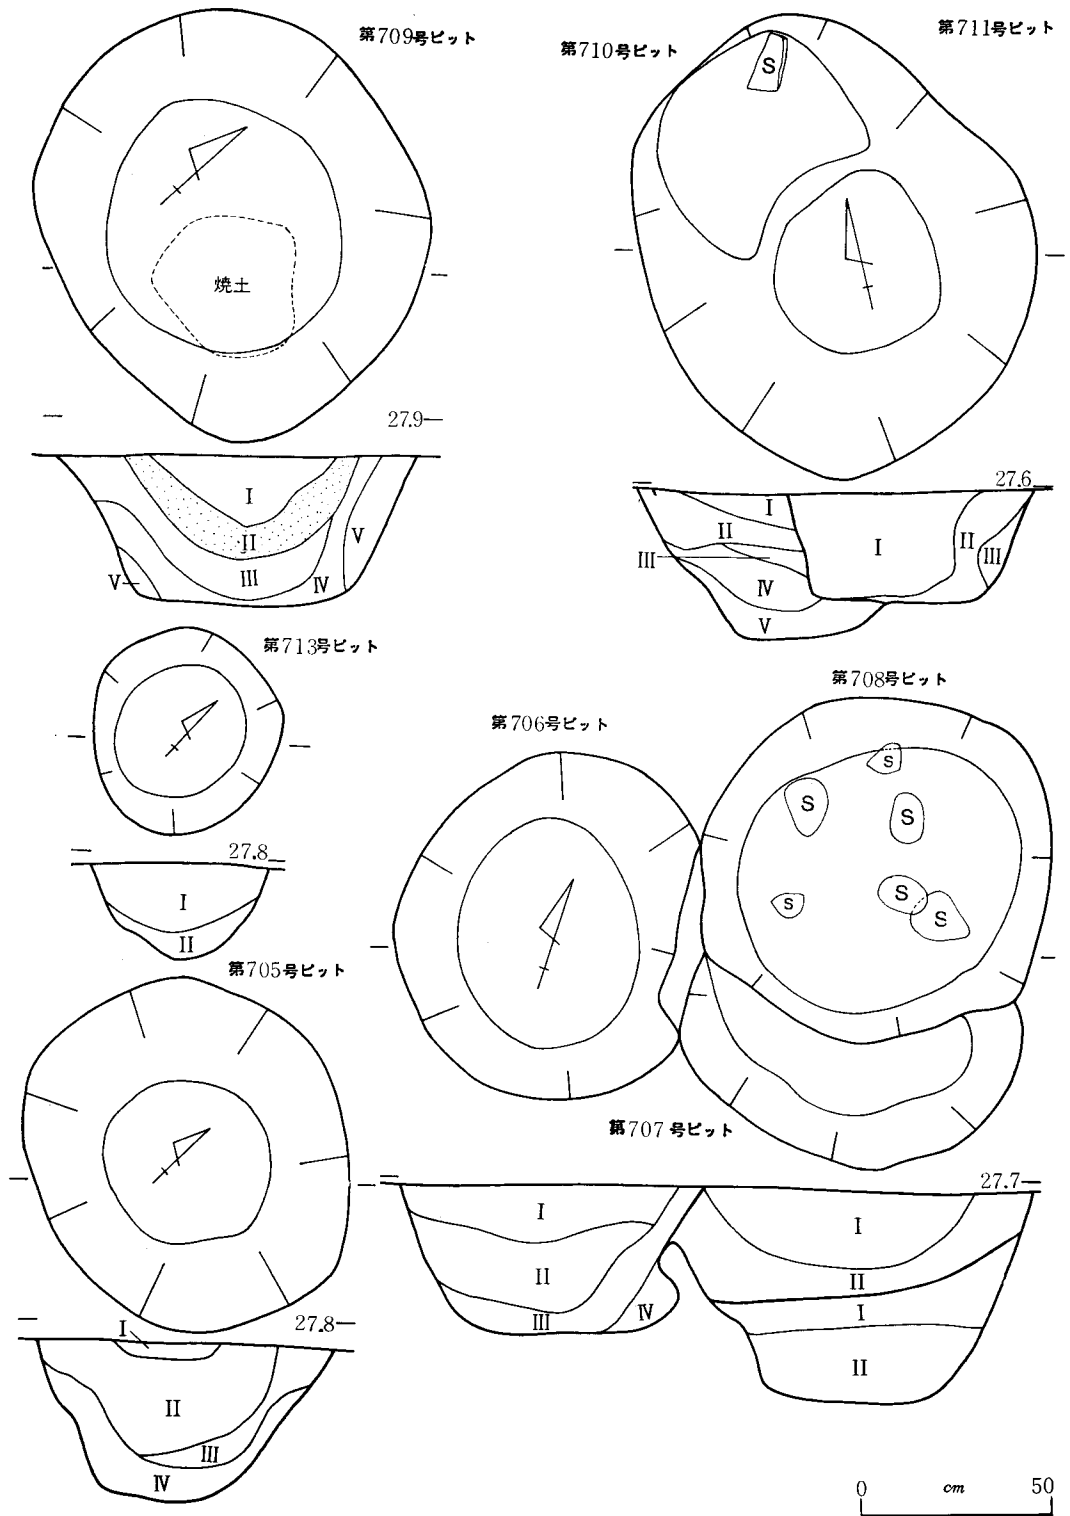 第709号ピット
焼土
27.9
I
II
III
IV
V
V
第710号ピット
第711号ピット
S
27.6
I
II
III
IV
V
I
II
III
第713号ピット
27.8
I
II
第706号ピット
第708号ピット
S
S
S
S
S
S
第707号ピット
27.7
I
II
III
IV
I
II
I
II
第705号ピット
27.8
I
II
III
IV
0 cm 50